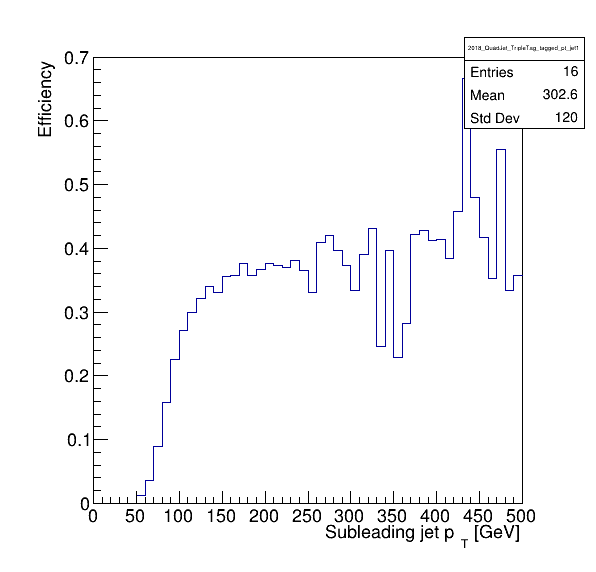 2018_QuadJet_TripleTag_tagged_pt_jet1
Entries 16
Mean 302.6
Std Dev 120
Efficiency
0.7
0.6
0.5
0.4
0.3
0.2
0.1
0
0 50 100 150 200 250 300 350 400 450 500
Subleading jet p_T [GeV]